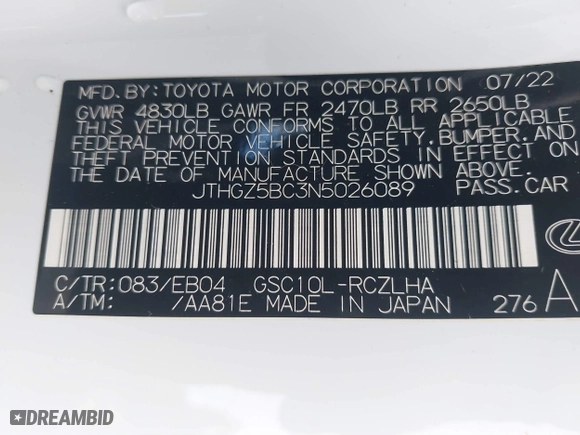 MFD.BY:TOYOTA MOTOR CORPORATION 07/22
GVWR 4830LB GAWR FR 2470LB RR 2650LB
THIS VEHICLE CONFORMS TO ALL APPLICABLE
FEDERAL MOTOR VEHICLE SAFETY,BUMPER,AND
THEFT PREVENTION STANDARDS IN EFFECT ON
THE DATE OF MANUFACTURE SHOWN ABOVE.
JTHGZ5BC3N5026089 PASS.CAR
C/TR:083/EB04 GSC10L-RCZLHA
A/TM: /AA81E MADE IN JAPAN 276 A
DREAMBID